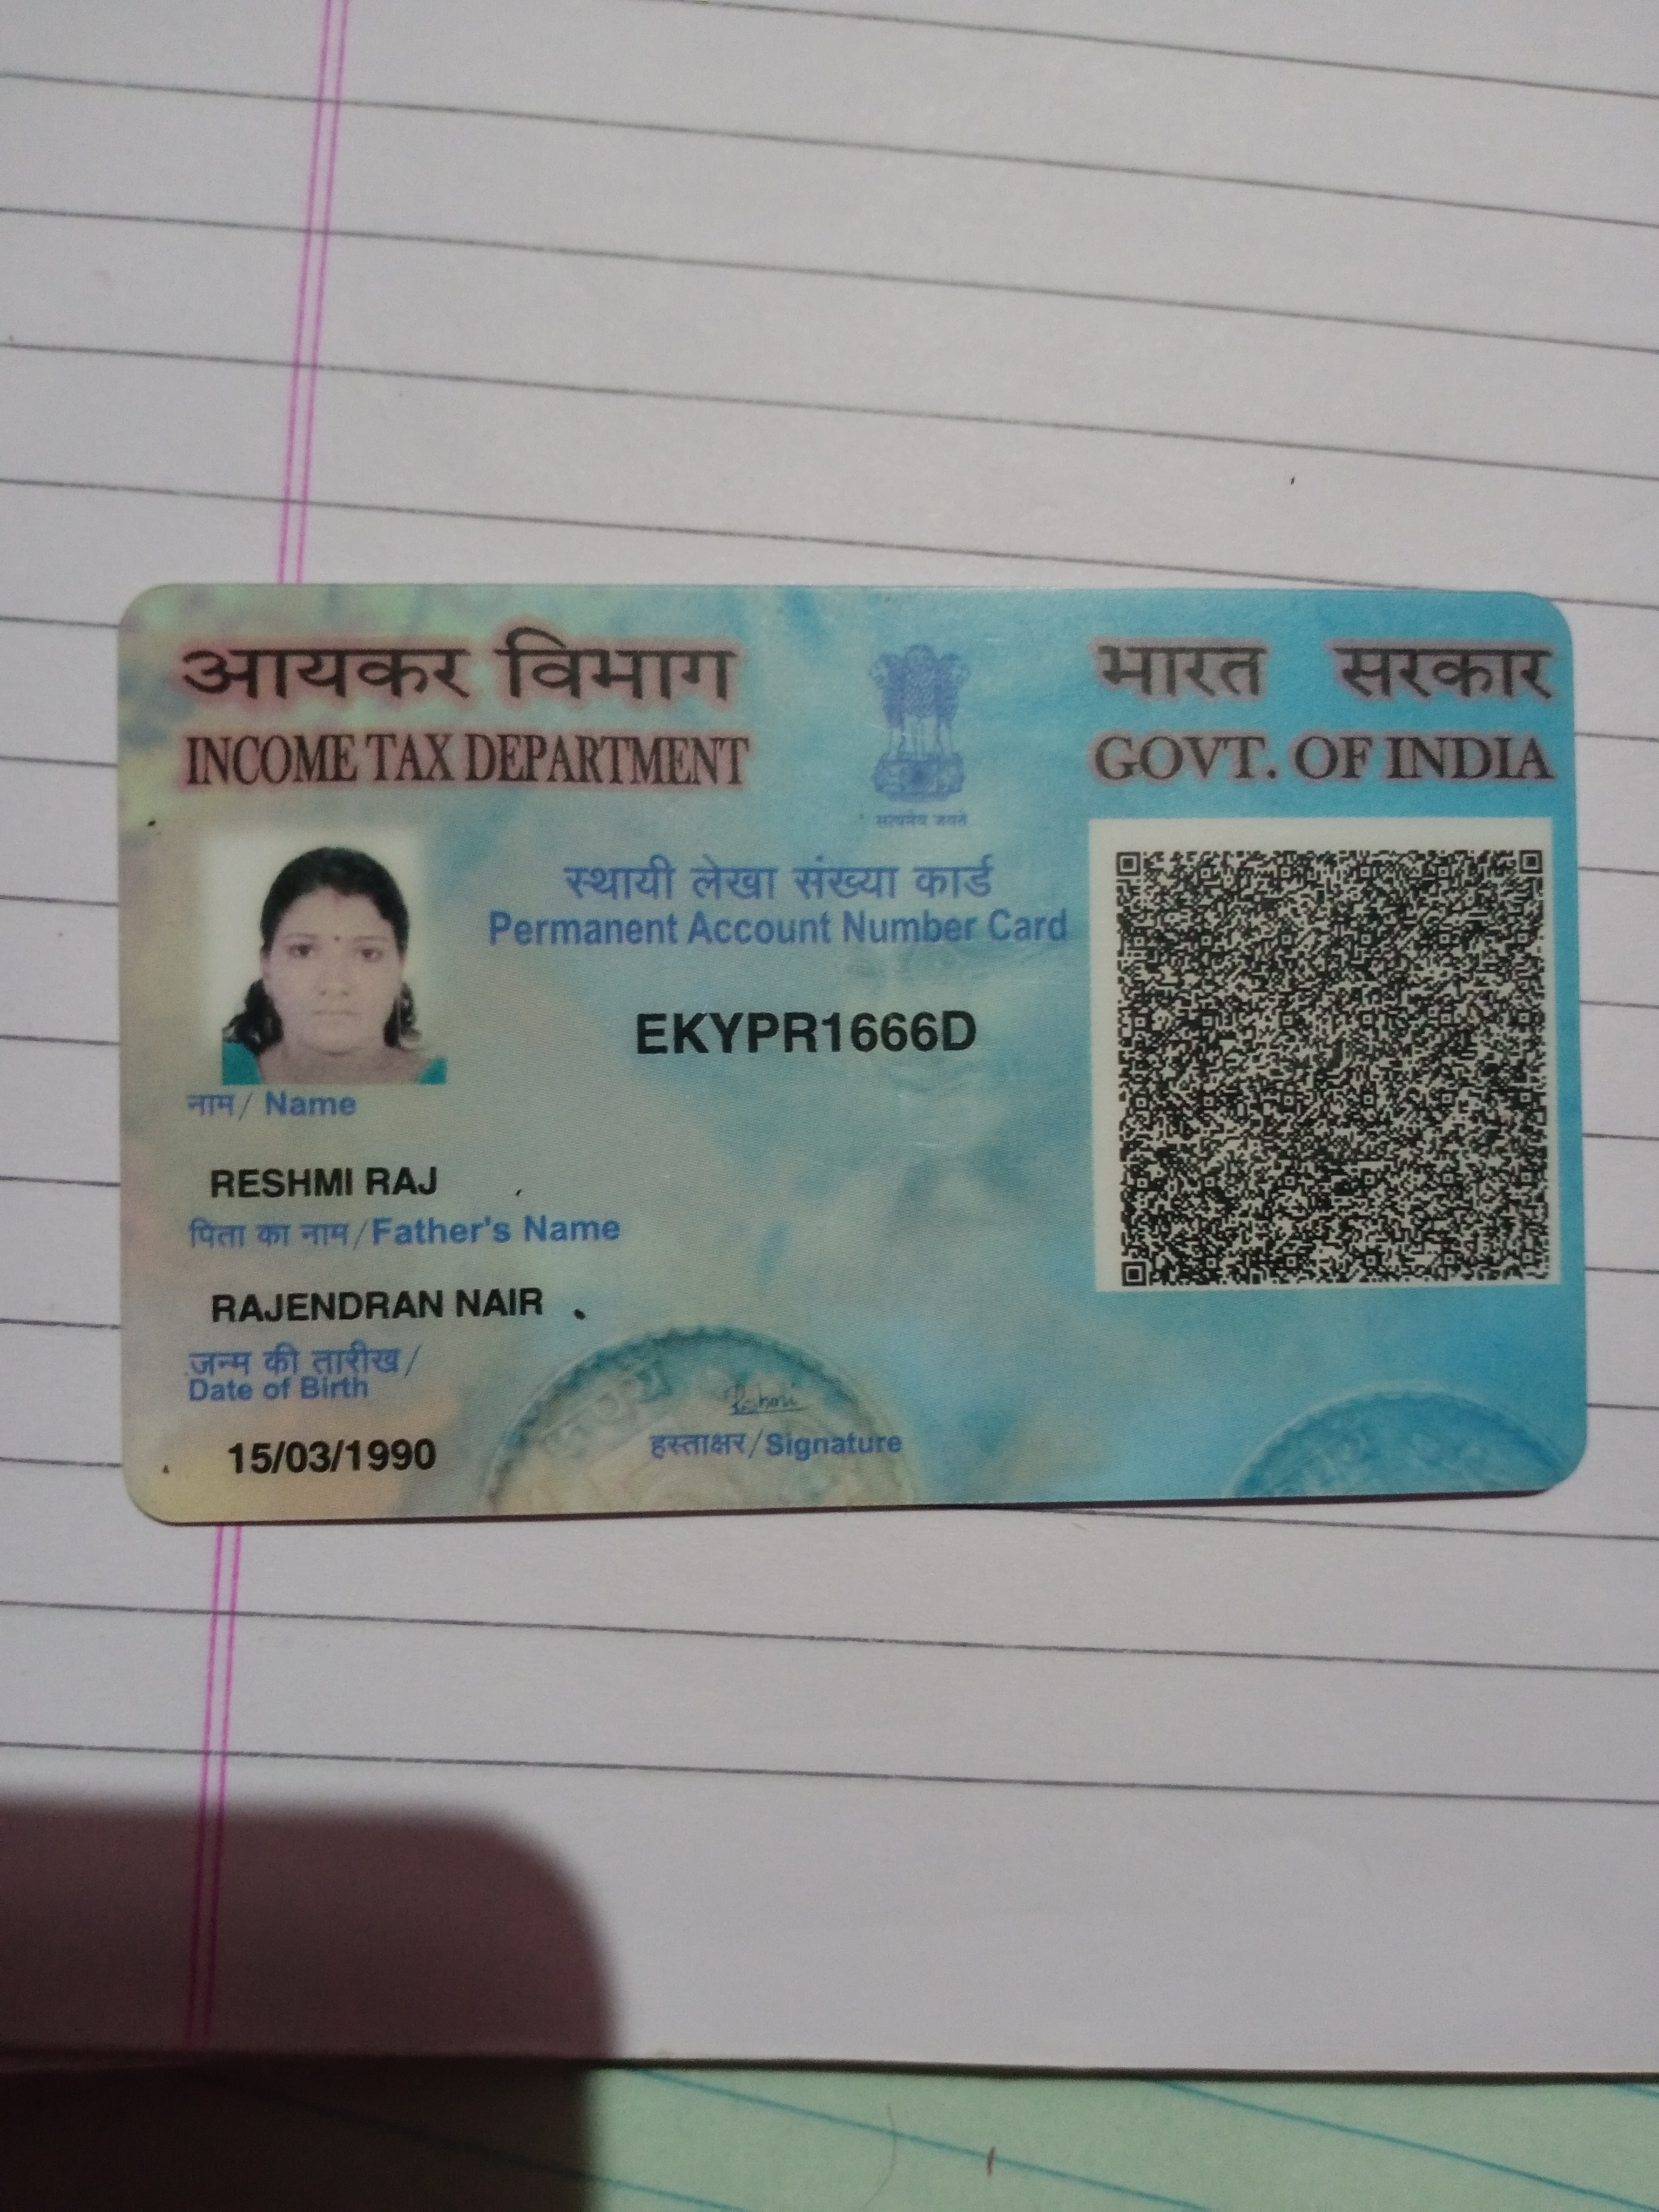 आयकर विभाग
INCOME TAX DEPARTMENT
सत्यमेव जयते
भारत सरकार
GOVT. OF INDIA
स्थायी लेखा संख्या कार्ड
Permanent Account Number Card
EKYPR1666D
नाम/ Name
RESHMI RAJ
पिता का नाम/Father's Name
RAJENDRAN NAIR
जन्म की तारीख/
Date of Birth
15/03/1990
Reshmi
हस्ताक्षर/Signature